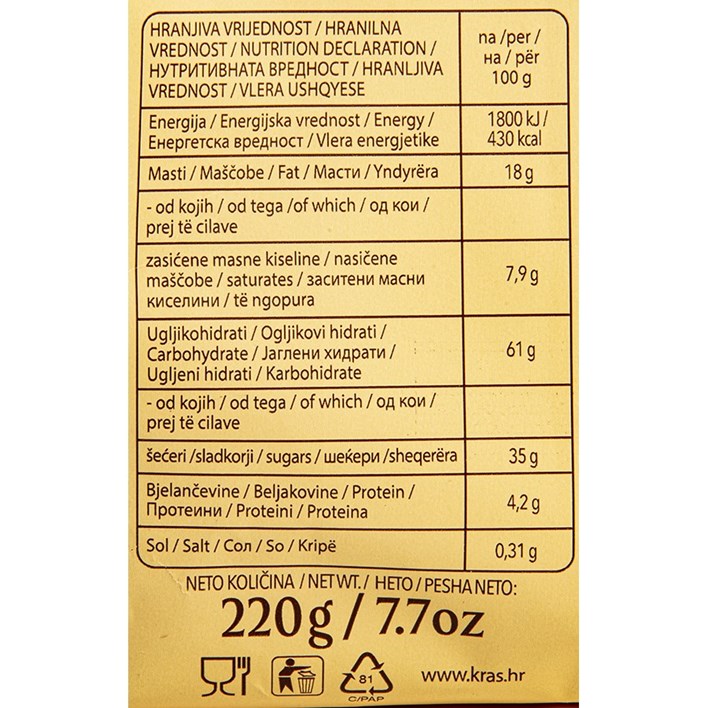 HRANJIVA VRIJEDNOST / HRANILNA
VREDNOST / NUTRITION DECLARATION /
НУТРИТИВНАТА ВРЕДНОСТ / HRANLJIVA
VREDNOST / VLERA USHQYESE
na /per /
на / për
100 g
Energija / Energijska vrednost / Energy /
Енергетска вредност / Vlera energjetike
1800 kJ /
430 kcal
Masti / Maščobe / Fat / Масти / Yndyrëra
18 g
- od kojih / od tega /of which / од кои /
prej të cilave
zasićene masne kiseline / nasičene
maščobe / saturates / заситени масни
киселини / të ngopura
7,9 g
Ugljikohidrati / Ogljikovi hidrati /
Carbohydrate / Јаглени хидрати /
Ugljeni hidrati / Karbohidrate
61 g
- od kojih / od tega / of which / од кои /
prej të cilave
šećeri /sladkorji / sugars / шеќери /sheqerëra
35 g
Bjelančevine / Beljakovine / Protein /
Протеини / Proteini / Proteina
4,2 g
Sol / Salt / Сол / So / Kripë
0,31 g
NETO KOLIČINA / NET WT. / НЕТО / PESHA NETO:
220 g / 7.7 oz
81
C/PAP
www.kras.hr